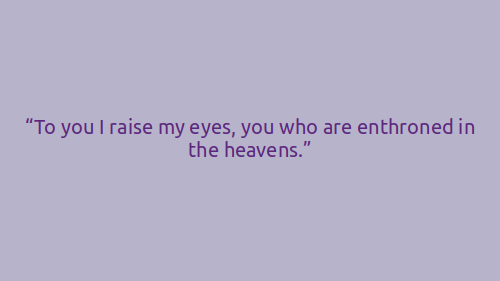 “To you I raise my eyes, you who are enthroned in
the heavens.”